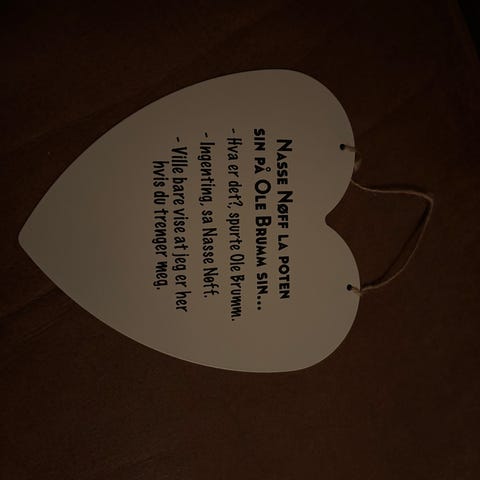 NASSE NØFF LA POTEN
SIN PÅ OLE BRUMM SIN...
- Hva er det?, spurte Ole Brumm.
- Ingenting, sa Nasse Nøff.
- Ville bare vise at jeg er her
hvis du trenger meg.